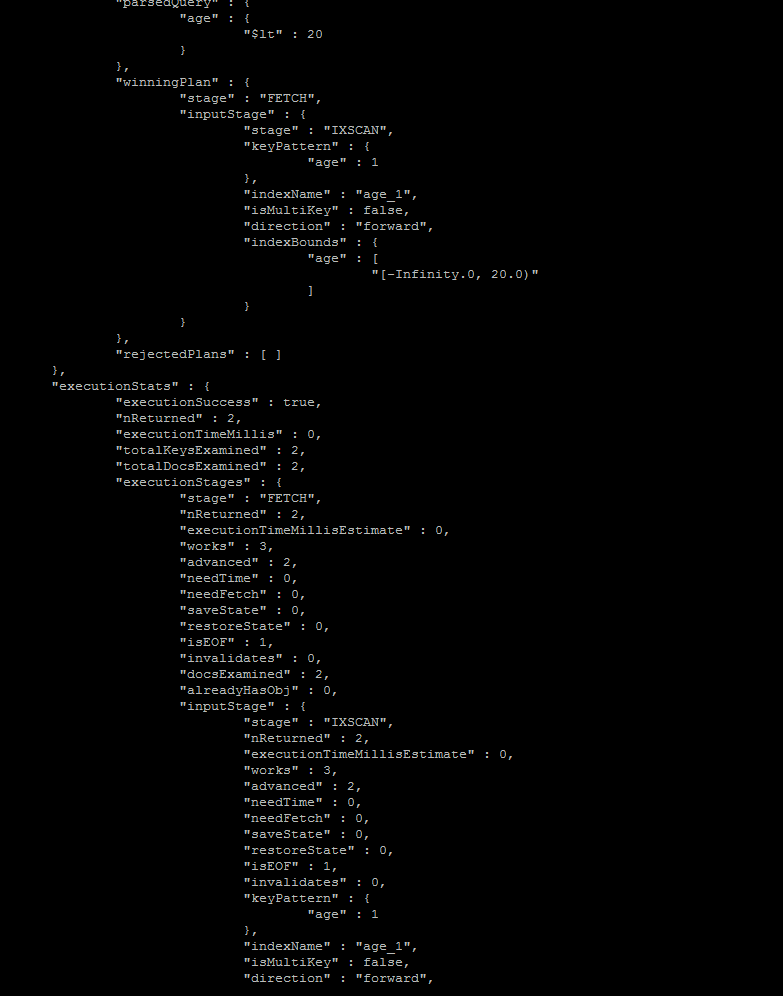 "parsedQuery" : {
"age" : {
"$lt" : 20
}
},
"winningPlan" : {
"stage" : "FETCH",
"inputStage" : {
"stage" : "IXSCAN",
"keyPattern" : {
"age" : 1
},
"indexName" : "age_1",
"isMultiKey" : false,
"direction" : "forward",
"indexBounds" : {
"age" : [
"[-Infinity.0, 20.0)"
]
}
}
},
"rejectedPlans" : [ ]
},
"executionStats" : {
"executionSuccess" : true,
"nReturned" : 2,
"executionTimeMillis" : 0,
"totalKeysExamined" : 2,
"totalDocsExamined" : 2,
"executionStages" : {
"stage" : "FETCH",
"nReturned" : 2,
"executionTimeMillisEstimate" : 0,
"works" : 3,
"advanced" : 2,
"needTime" : 0,
"needFetch" : 0,
"saveState" : 0,
"restoreState" : 0,
"isEOF" : 1,
"invalidates" : 0,
"docsExamined" : 2,
"alreadyHasObj" : 0,
"inputStage" : {
"stage" : "IXSCAN",
"nReturned" : 2,
"executionTimeMillisEstimate" : 0,
"works" : 3,
"advanced" : 2,
"needTime" : 0,
"needFetch" : 0,
"saveState" : 0,
"restoreState" : 0,
"isEOF" : 1,
"invalidates" : 0,
"keyPattern" : {
"age" : 1
},
"indexName" : "age_1",
"isMultiKey" : false,
"direction" : "forward",